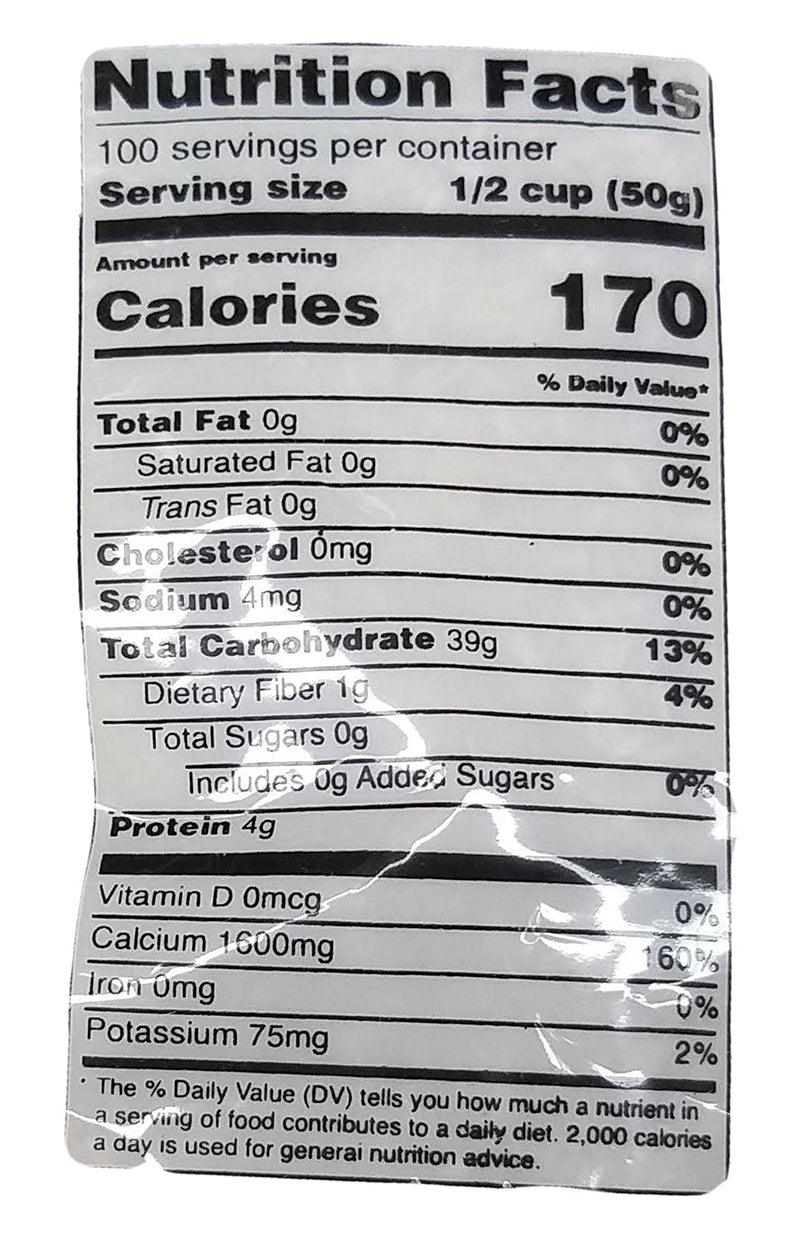 Nutrition Facts
100 servings per container
Serving size 1/2 cup (50g)
Amount per serving
Calories 170
% Daily Value*
Total Fat 0g 0%
Saturated Fat 0g 0%
Trans Fat 0g
Cholesterol 0mg 0%
Sodium 4mg 0%
Total Carbohydrate 39g 13%
Dietary Fiber 1g 4%
Total Sugars 0g
Includes 0g Added Sugars 0%
Protein 4g
Vitamin D 0mcg 0%
Calcium 1600mg 160%
Iron 0mg 0%
Potassium 75mg 2%
* The % Daily Value (DV) tells you how much a nutrient in
a serving of food contributes to a daily diet. 2,000 calories
a day is used for general nutrition advice.